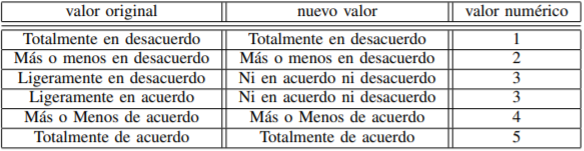 valor original nuevo valor valor numérico
Totalmente en desacuerdo Totalmente en desacuerdo 1
Más o menos en desacuerdo Más o menos en desacuerdo 2
Ligeramente en desacuerdo Ni en acuerdo ni desacuerdo 3
Ligeramente en acuerdo Ni en acuerdo ni desacuerdo 3
Más o Menos de acuerdo Más o Menos de acuerdo 4
Totalmente de acuerdo Totalmente de acuerdo 5